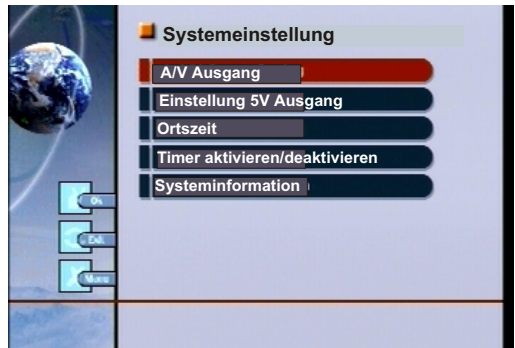 Systemeinstellung
A/V Ausgang
Einstellung 5V Ausgang
Ortszeit
Timer aktivieren/deaktivieren
Systeminformation
Ok
Exit
Menu